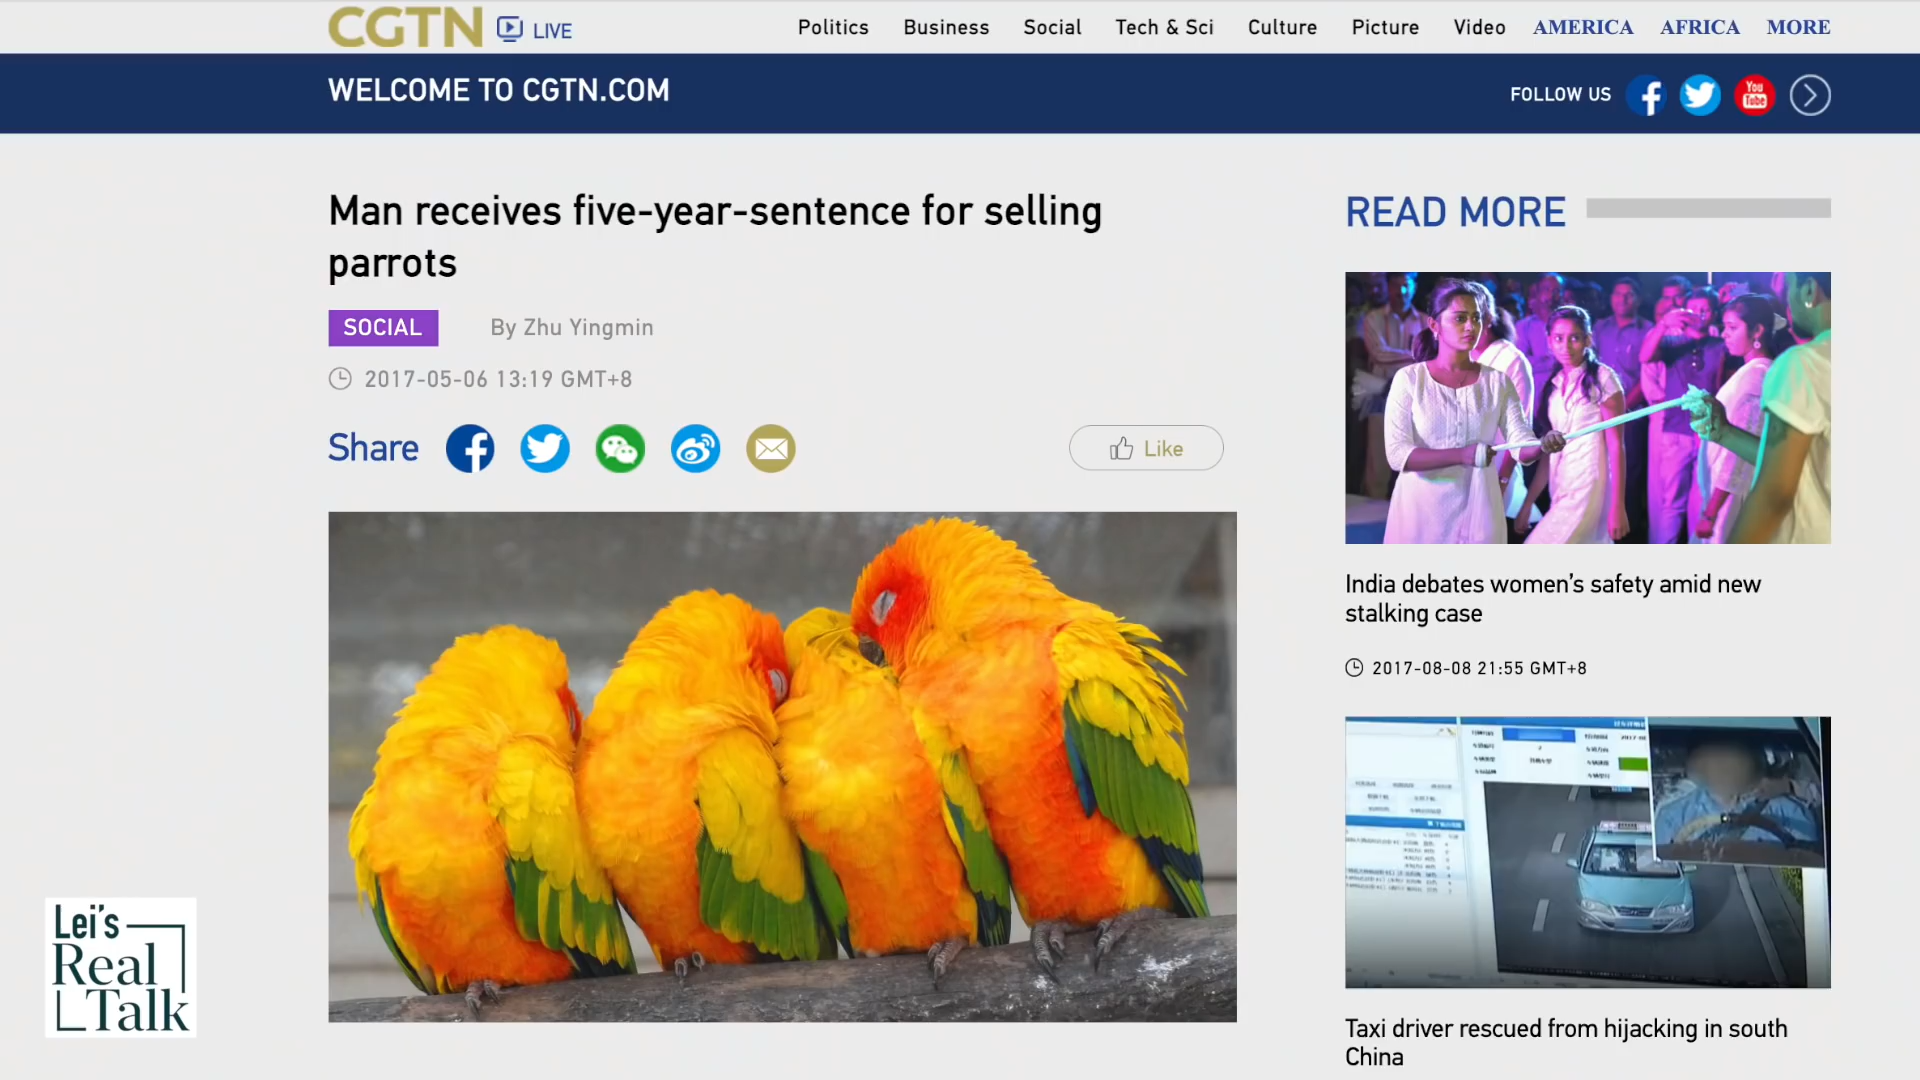 CGTN LIVE Politics Business Social Tech & Sci Culture Picture Video AMERICA AFRICA MORE
WELCOME TO CGTN.COM
FOLLOW US
You
Tube
Man receives five-year-sentence for selling
parrots
SOCIAL By Zhu Yingmin
2017-05-06 13:19 GMT+8
Share
Like
READ MORE
India debates women's safety amid new
stalking case
2017-08-08 21:55 GMT+8
Taxi driver rescued from hijacking in south
China
Lei's
Real
Talk